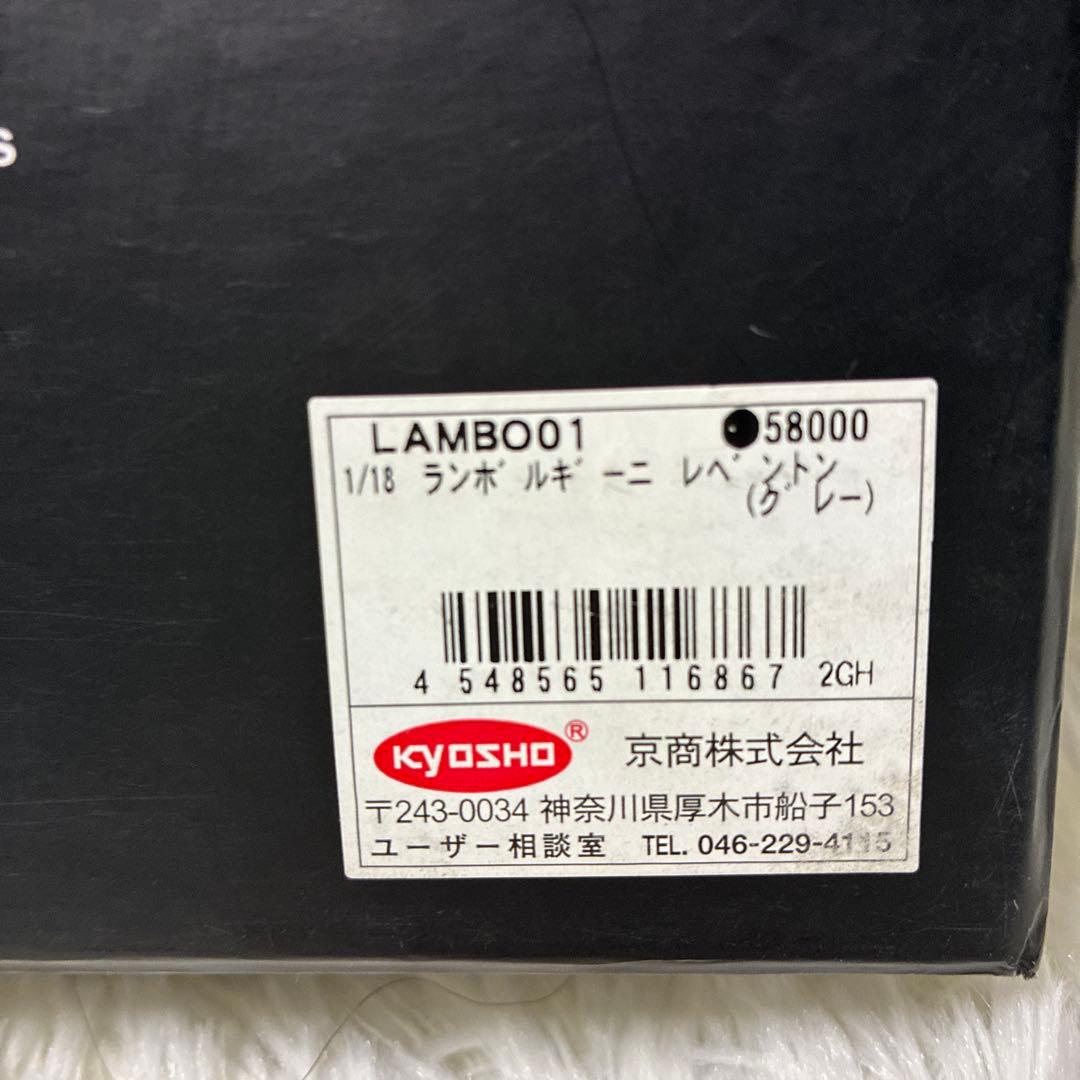 s
LAMBO01 ●58000
1/18 ランボルギーニ レベントン
(グレー)
4 548565 116867 2GH
KYOSHO® 京商株式会社
〒243-0034 神奈川県厚木市船子153
ユーザー相談室 TEL. 046-229-4115